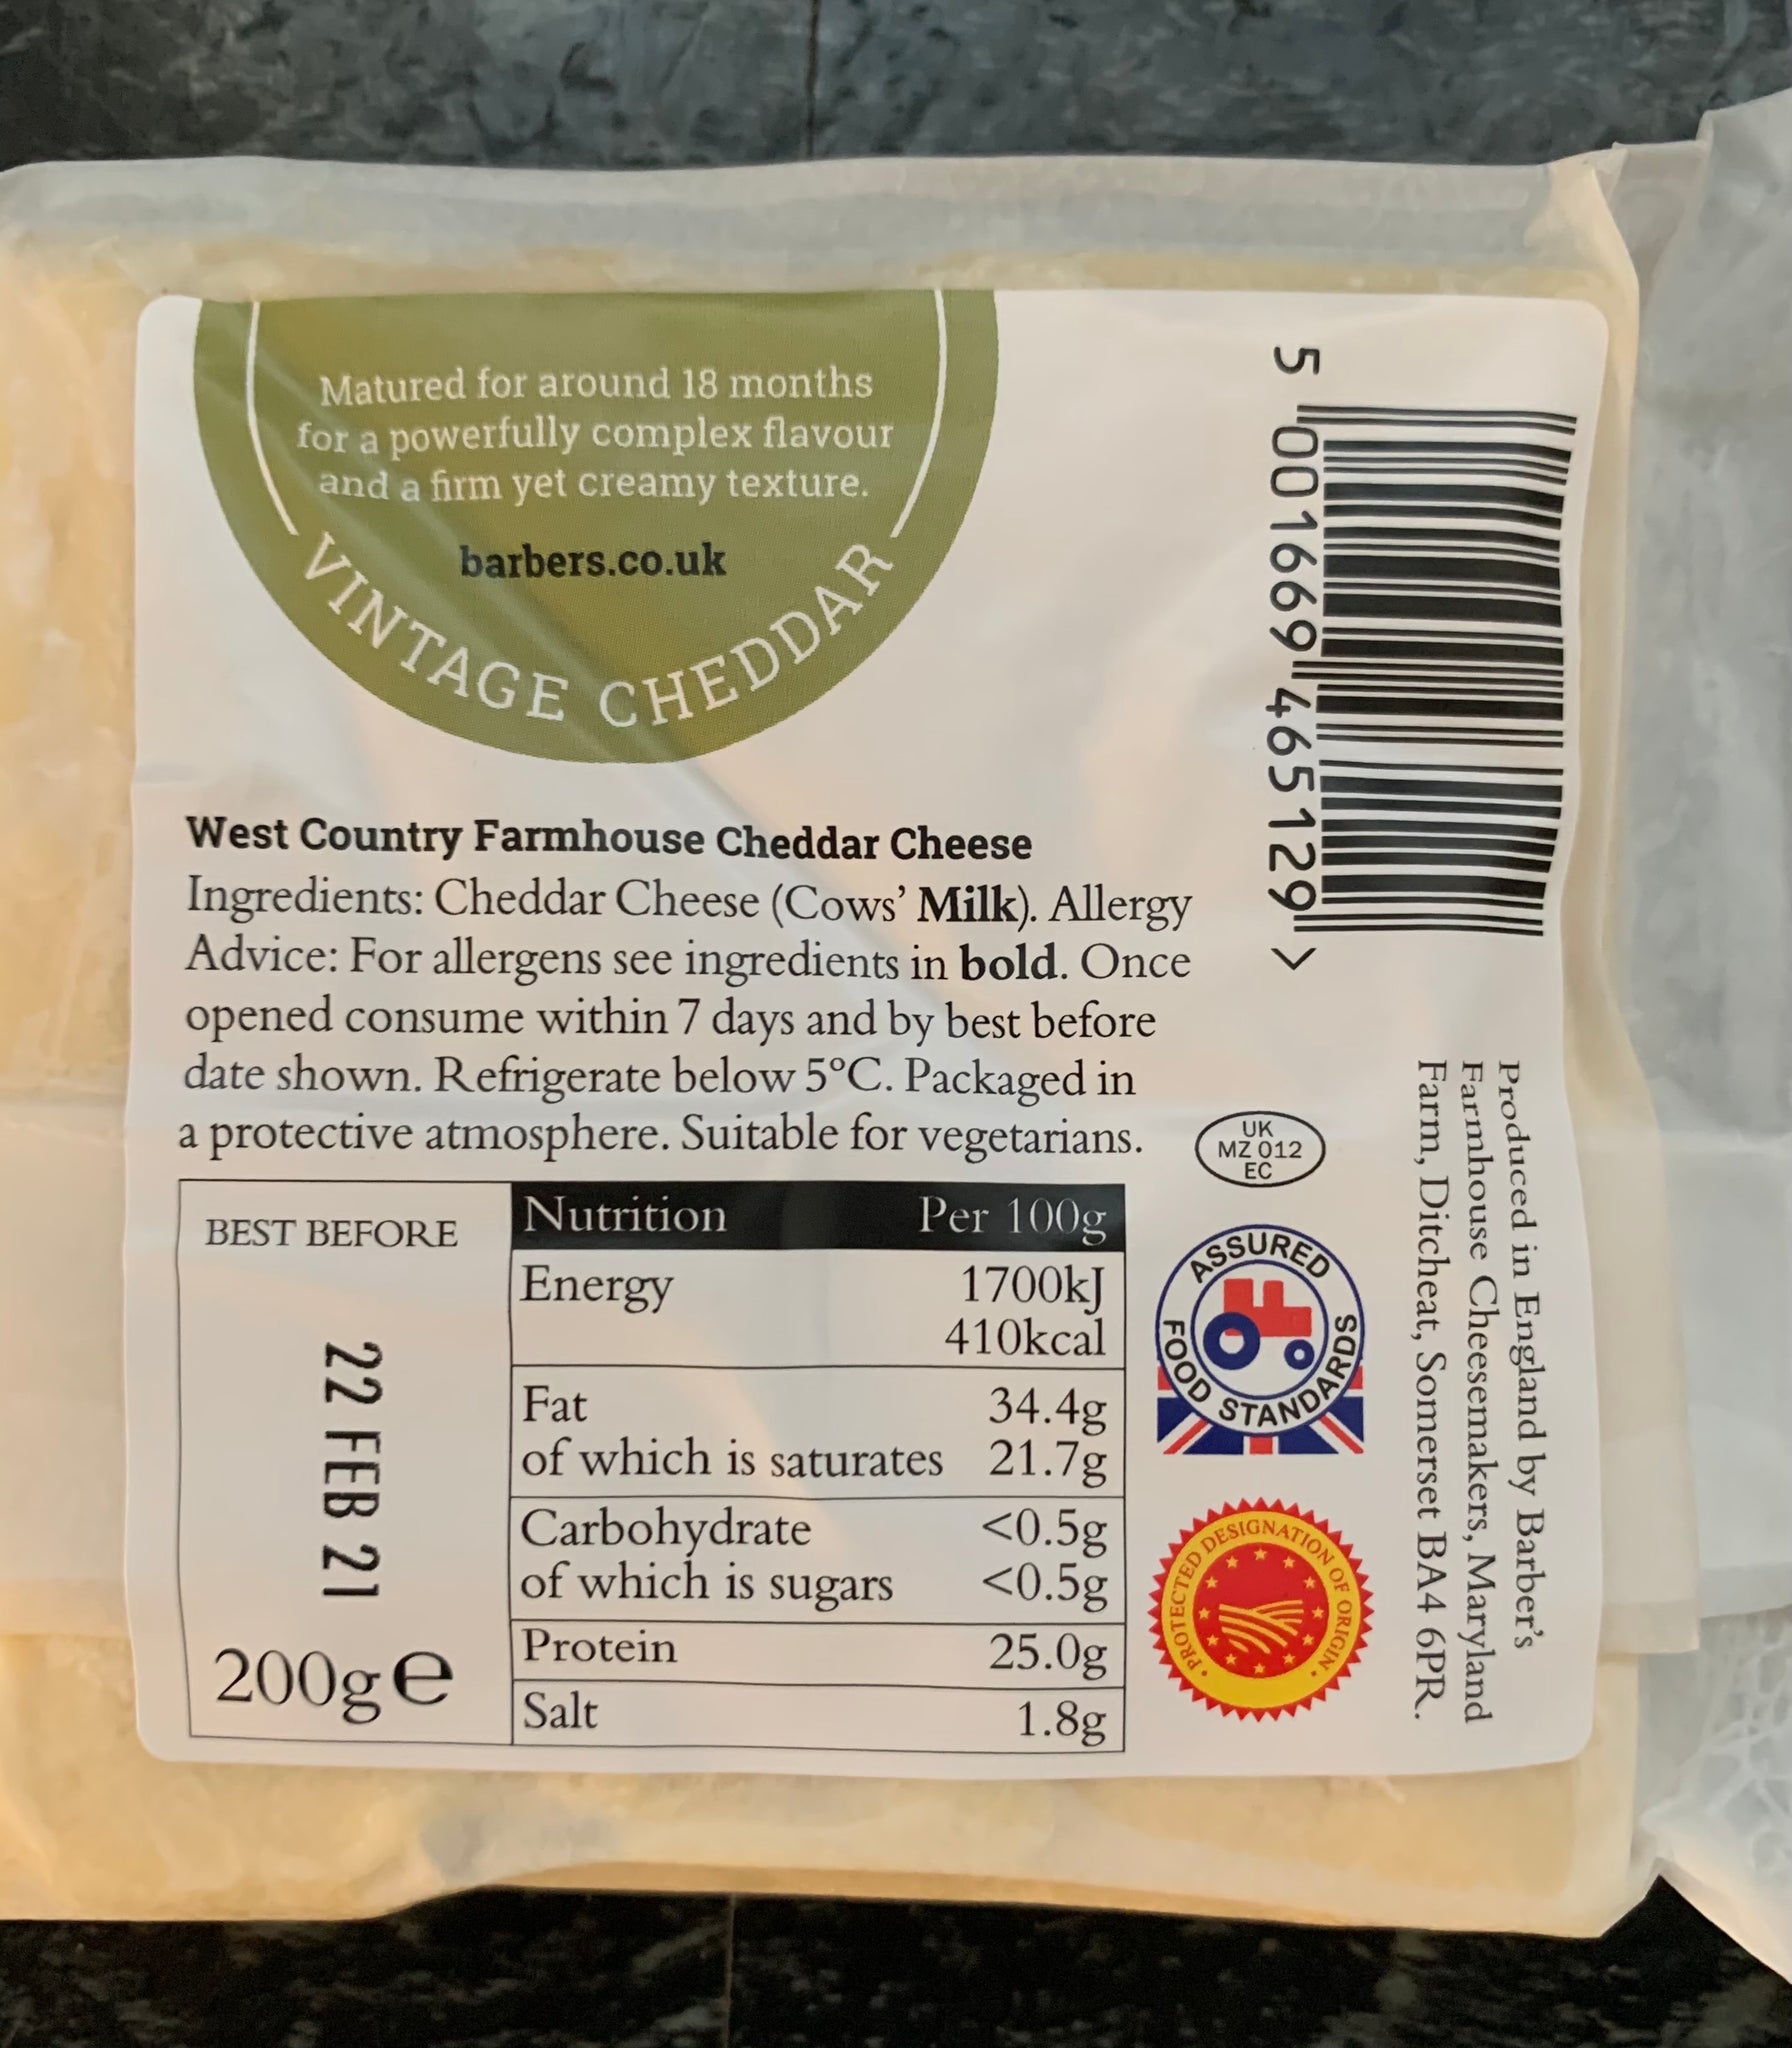 Matured for around 18 months
for a powerfully complex flavour
and a firm yet creamy texture.
barbers.co.uk
VINTAGE CHEDDAR
5 001669 465129 >
West Country Farmhouse Cheddar Cheese
Ingredients: Cheddar Cheese (Cows’ Milk). Allergy
Advice: For allergens see ingredients in bold. Once
opened consume within 7 days and by best before
date shown. Refrigerate below 5°C. Packaged in
a protective atmosphere. Suitable for vegetarians.
BEST BEFORE
22 FEB 21
200g e
Nutrition Per 100g
Energy 1700kJ
410kcal
Fat 34.4g
of which is saturates 21.7g
Carbohydrate <0.5g
of which is sugars <0.5g
Protein 25.0g
Salt 1.8g
UK
MZ 012
EC
ASSURED
FOOD STANDARDS
PROTECTED DESIGNATION OF ORIGIN
Produced in England by Barber’s
Farmhouse Cheesemakers, Maryland
Farm, Ditcheat, Somerset BA4 6PR.